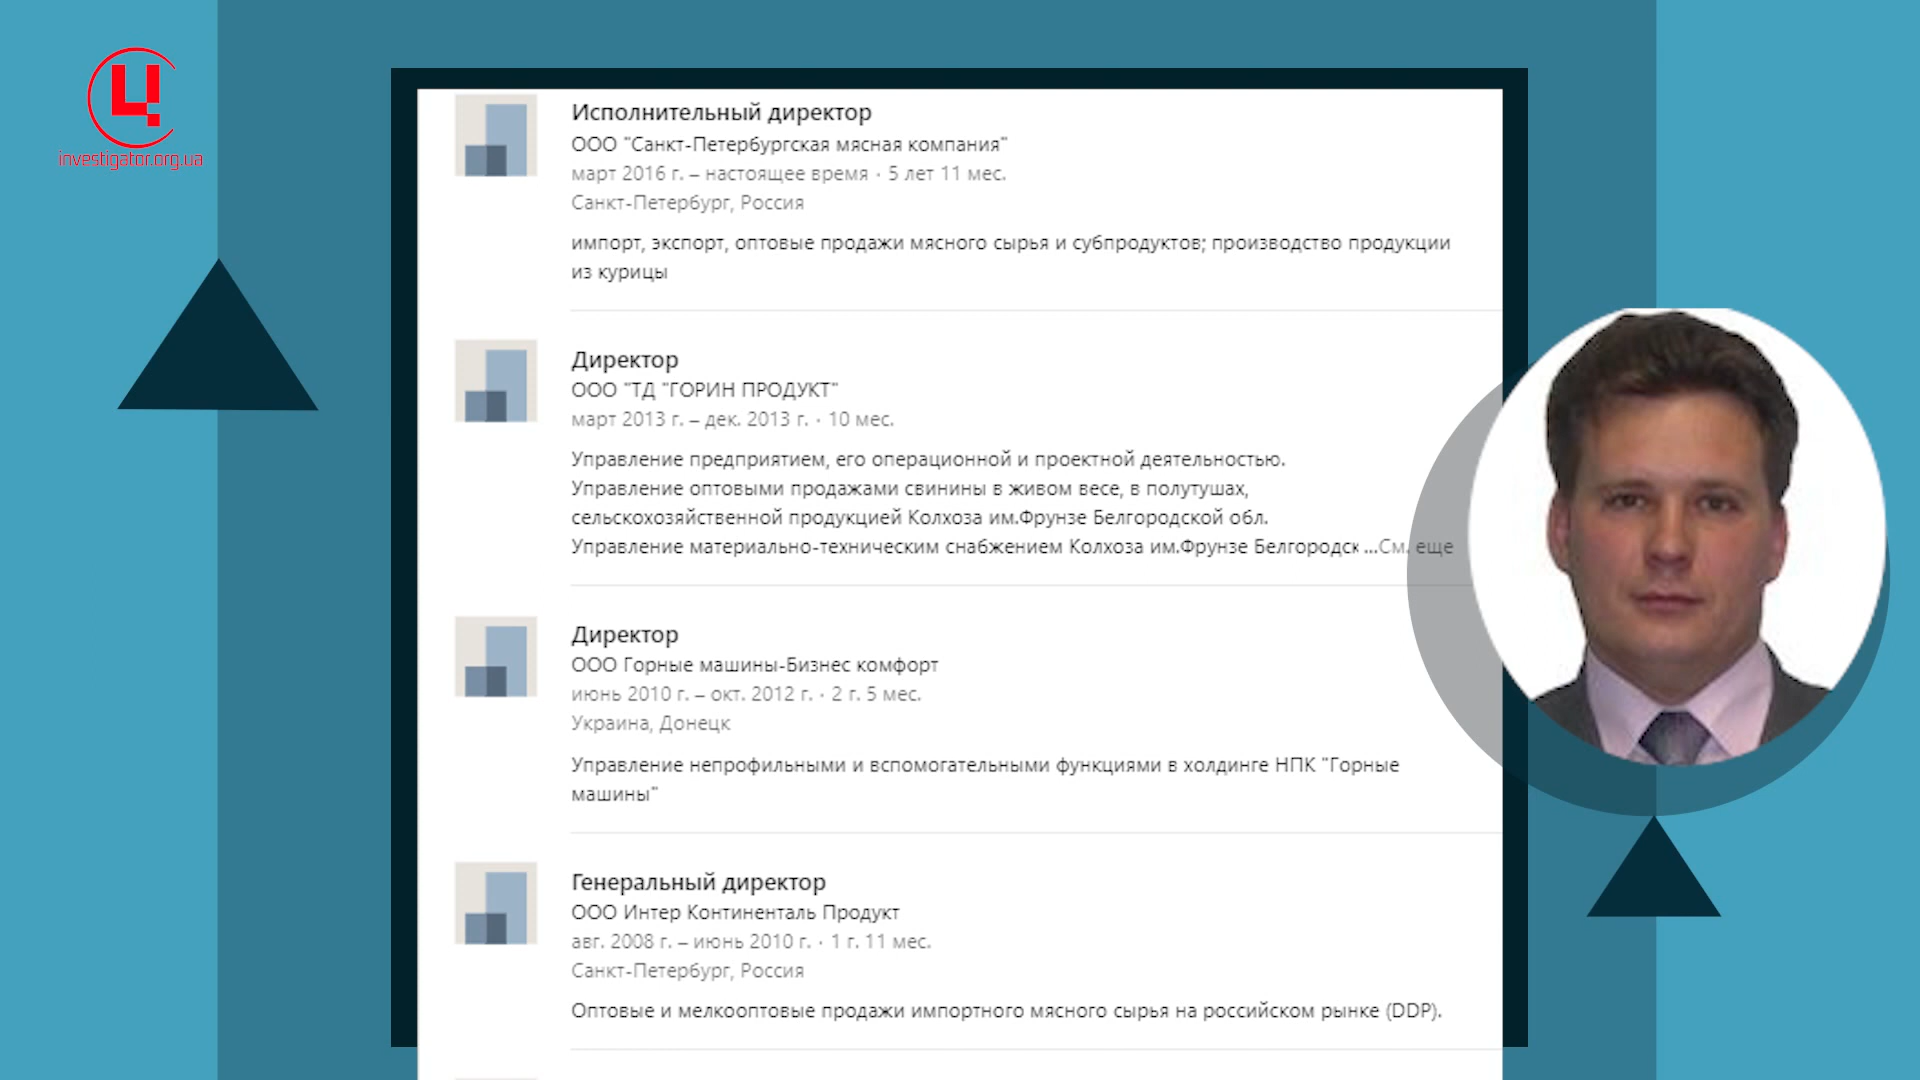 Ц
investigator.org.ua
Исполнительный директор
ООО "Санкт-Петербургская мясная компания"
март 2016 г. – настоящее время · 5 лет 11 мес.
Санкт-Петербург, Россия
импорт, экспорт, оптовые продажи мясного сырья и субпродуктов; производство продукции
из курицы
Директор
ООО "ТД "ГОРИН ПРОДУКТ"
март 2013 г. – дек. 2013 г. · 10 мес.
Управление предприятием, его операционной и проектной деятельностью.
Управление оптовыми продажами свинины в живом весе, в полутушах,
сельскохозяйственной продукцией Колхоза им.Фрунзе Белгородской обл.
Управление материально-техническим снабжением Колхоза им.Фрунзе Белгородск ...См. еще
Директор
ООО Горные машины-Бизнес комфорт
июнь 2010 г. – окт. 2012 г. · 2 г. 5 мес.
Украина, Донецк
Управление непрофильными и вспомогательными функциями в холдинге НПК "Горные
машины"
Генеральный директор
ООО Интер Континенталь Продукт
авг. 2008 г. – июнь 2010 г. · 1 г. 11 мес.
Санкт-Петербург, Россия
Оптовые и мелкооптовые продажи импортного мясного сырья на российском рынке (DDP).